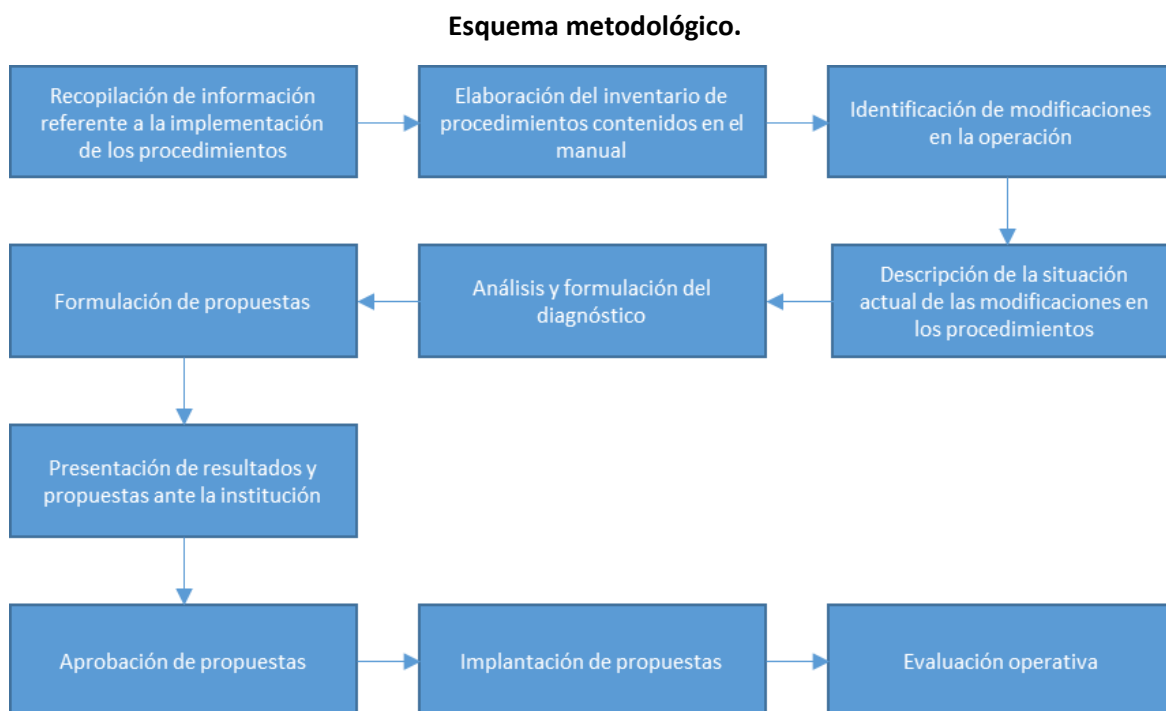 Esquema metodológico.
Recopilación de información
referente a la implementación
de los procedimientos
Elaboración del inventario de
procedimientos contenidos en el
manual
Identificación de modificaciones
en la operación
Descripción de la situación
actual de las modificaciones en
los procedimientos
Análisis y formulación del
diagnóstico
Formulación de propuestas
Presentación de resultados y
propuestas ante la institución
Aprobación de propuestas
Implantación de propuestas
Evaluación operativa